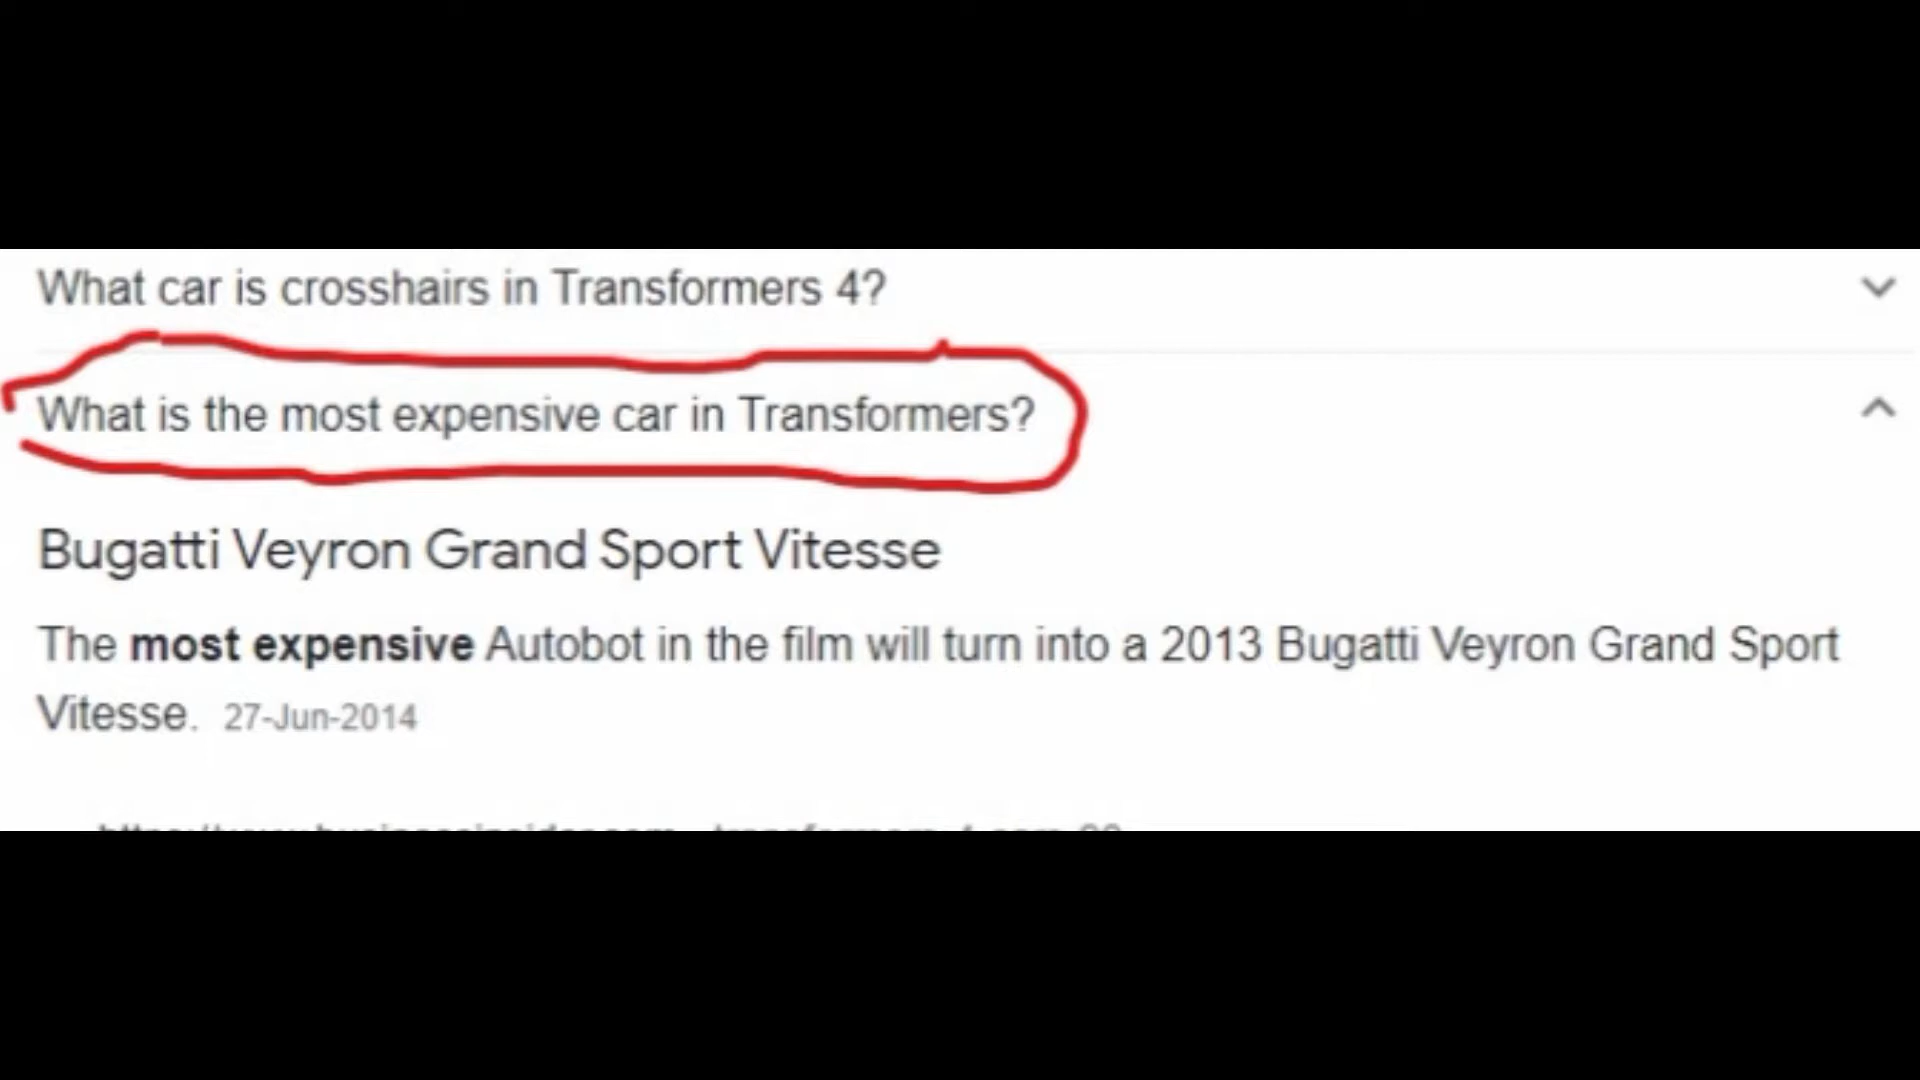 What car is crosshairs in Transformers 4?
What is the most expensive car in Transformers?
Bugatti Veyron Grand Sport Vitesse
The most expensive Autobot in the film will turn into a 2013 Bugatti Veyron Grand Sport
Vitesse. 27-Jun-2014